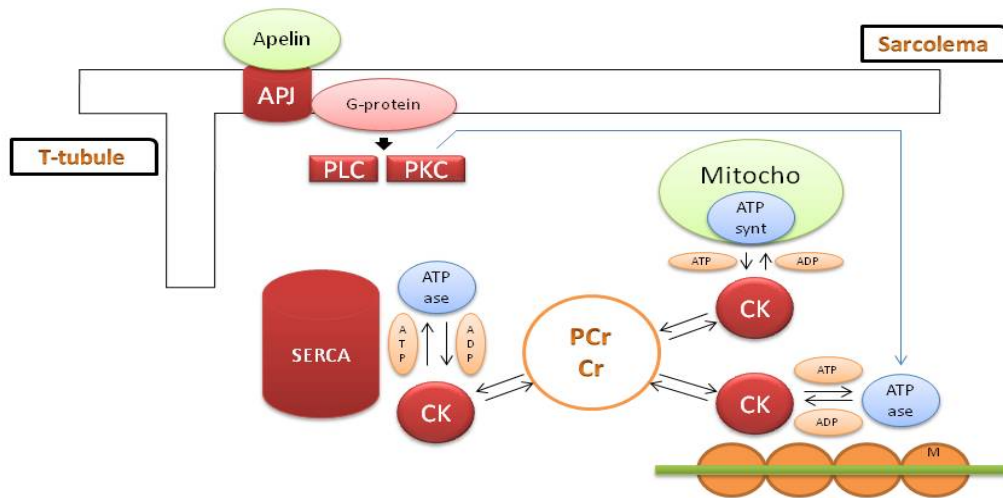 Apelin
Sarcolema
APJ
G-protein
T-tubule
PLC
PKC
Mitocho
ATP
synt
ATP
ADP
CK
ATP
ase
SERCA
A
T
P
A
D
P
CK
PCr
Cr
CK
ATP
ADP
ATP
ase
M